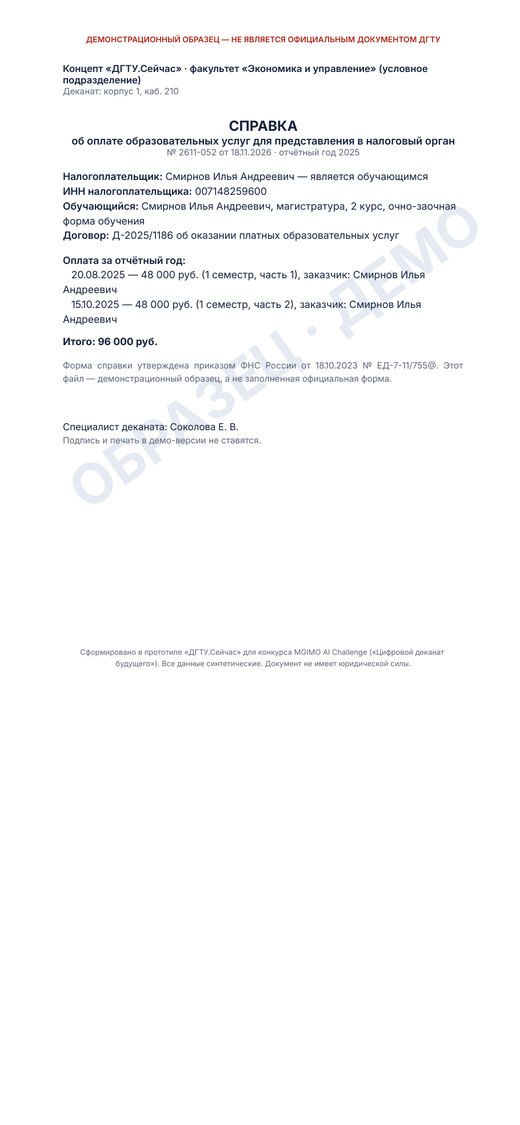 ДЕМОНСТРАЦИОННЫЙ ОБРАЗЕЦ — НЕ ЯВЛЯЕТСЯ ОФИЦИАЛЬНЫМ ДОКУМЕНТОМ ДГТУ
Концепт «ДГТУ.Сейчас» · факультет «Экономика и управление» (условное
подразделение)
Деканат: корпус 1, каб. 210
СПРАВКА
об оплате образовательных услуг для представления в налоговый орган
№ 2611-052 от 18.11.2026 · отчётный год 2025
Налогоплательщик: Смирнов Илья Андреевич — является обучающимся
ИНН налогоплательщика: 007148259600
Обучающийся: Смирнов Илья Андреевич, магистратура, 2 курс, очно-заочная
форма обучения
Договор: Д-2025/1186 об оказании платных образовательных услуг
Оплата за отчётный год:
20.08.2025 — 48 000 руб. (1 семестр, часть 1), заказчик: Смирнов Илья
Андреевич
15.10.2025 — 48 000 руб. (1 семестр, часть 2), заказчик: Смирнов Илья
Андреевич
Итого: 96 000 руб.
Форма справки утверждена приказом ФНС России от 18.10.2023 № ЕД-7-11/755@. Этот
файл — демонстрационный образец, а не заполненная официальная форма.
Специалист деканата: Соколова Е. В.
Подпись и печать в демо-версии не ставятся.
ОБРАЗЕЦ · ДЕМО
Сформировано в прототипе «ДГТУ.Сейчас» для конкурса MGIMO AI Challenge («Цифровой деканат
будущего»). Все данные синтетические. Документ не имеет юридической силы.